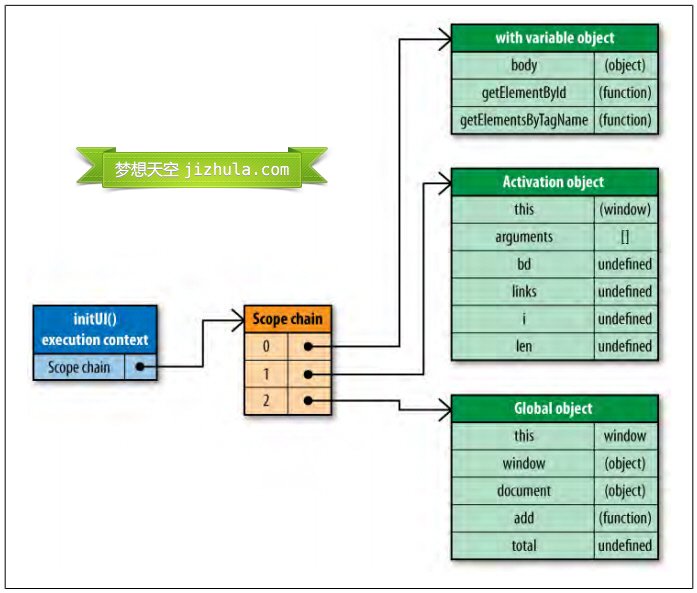 with variable object
body (object)
getElementById (function)
getElementsByTagName (function)
梦想天空 jizhula.com
Activation object
this (window)
arguments []
bd undefined
links undefined
i undefined
len undefined
initUI()
execution context
Scope chain
Scope chain
0
1
2
Global object
this window
window (object)
document (object)
add (function)
total undefined